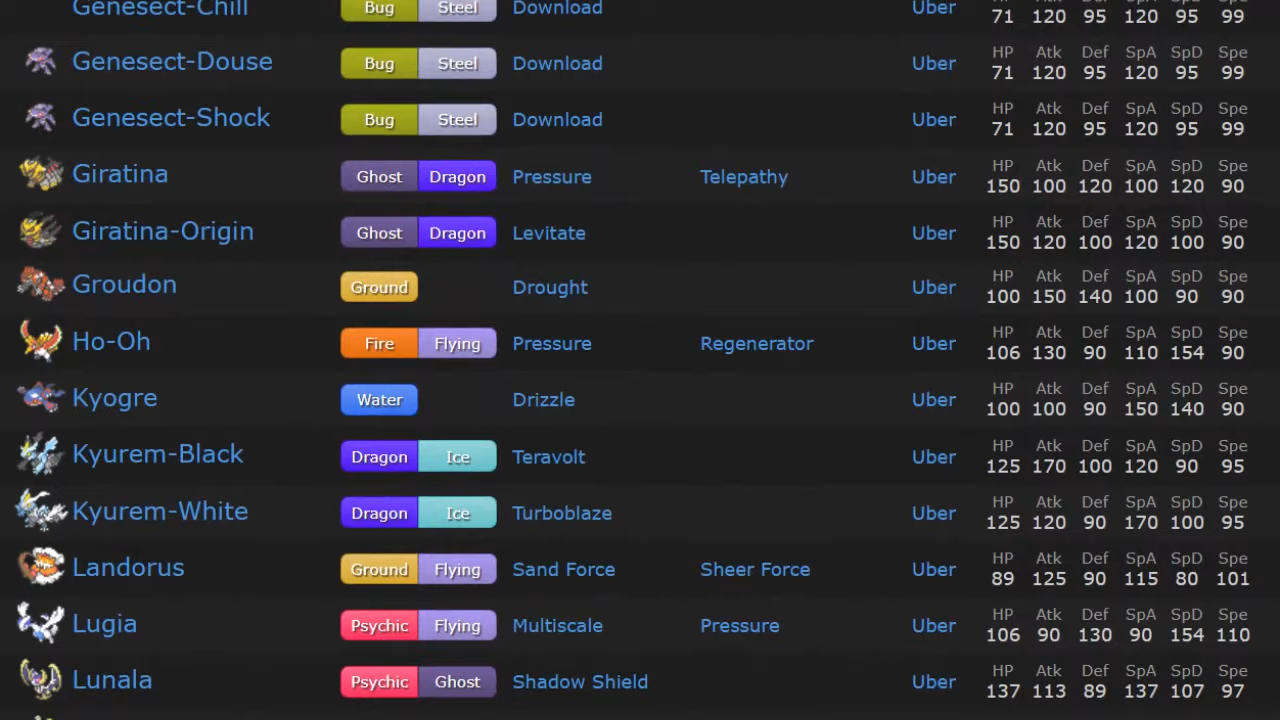 Genesect-Chill Bug Steel Download Uber 71 120 95 120 95 99
HP Atk Def SpA SpD Spe
Genesect-Douse Bug Steel Download Uber 71 120 95 120 95 99
HP Atk Def SpA SpD Spe
Genesect-Shock Bug Steel Download Uber 71 120 95 120 95 99
HP Atk Def SpA SpD Spe
Giratina Ghost Dragon Pressure Telepathy Uber 150 100 120 100 120 90
HP Atk Def SpA SpD Spe
Giratina-Origin Ghost Dragon Levitate Uber 150 120 100 120 100 90
HP Atk Def SpA SpD Spe
Groudon Ground Drought Uber 100 150 140 100 90 90
HP Atk Def SpA SpD Spe
Ho-Oh Fire Flying Pressure Regenerator Uber 106 130 90 110 154 90
HP Atk Def SpA SpD Spe
Kyogre Water Drizzle Uber 100 100 90 150 140 90
HP Atk Def SpA SpD Spe
Kyurem-Black Dragon Ice Teravolt Uber 125 170 100 120 90 95
HP Atk Def SpA SpD Spe
Kyurem-White Dragon Ice Turboblaze Uber 125 120 90 170 100 95
HP Atk Def SpA SpD Spe
Landorus Ground Flying Sand Force Sheer Force Uber 89 125 90 115 80 101
HP Atk Def SpA SpD Spe
Lugia Psychic Flying Multiscale Pressure Uber 106 90 130 90 154 110
HP Atk Def SpA SpD Spe
Lunala Psychic Ghost Shadow Shield Uber 137 113 89 137 107 97